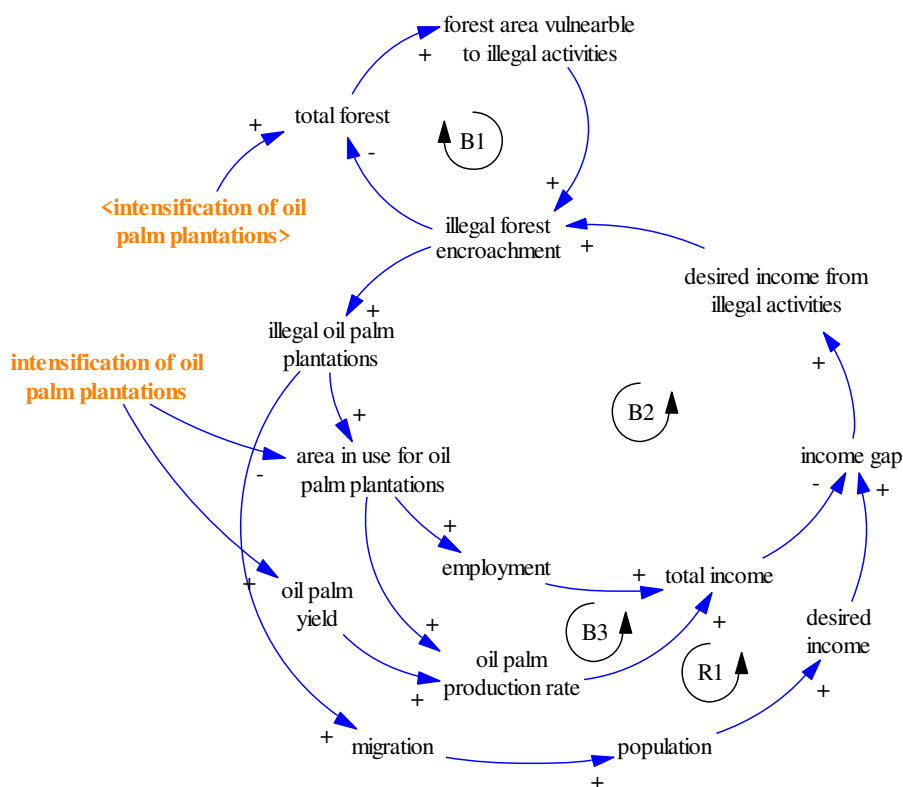 forest area vulnearble
to illegal activities
+
total forest
+
B1
-
+
<intensification of oil
palm plantations>
illegal forest
encroachment
+
desired income from
illegal activities
+
illegal oil palm
plantations
intensification of oil
palm plantations
+
B2
+
area in use for oil
palm plantations
-
income gap
-
+
+
employment
+
total income
+
oil palm
yield
B3
+
desired
income
+
oil palm
production rate
R1
+
+
+
migration
population
+